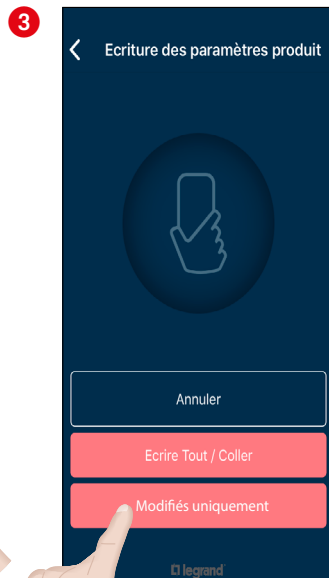 3
Ecriture des paramètres produit
Annuler
Ecrire Tout / Coller
Modifiés uniquement
legrand